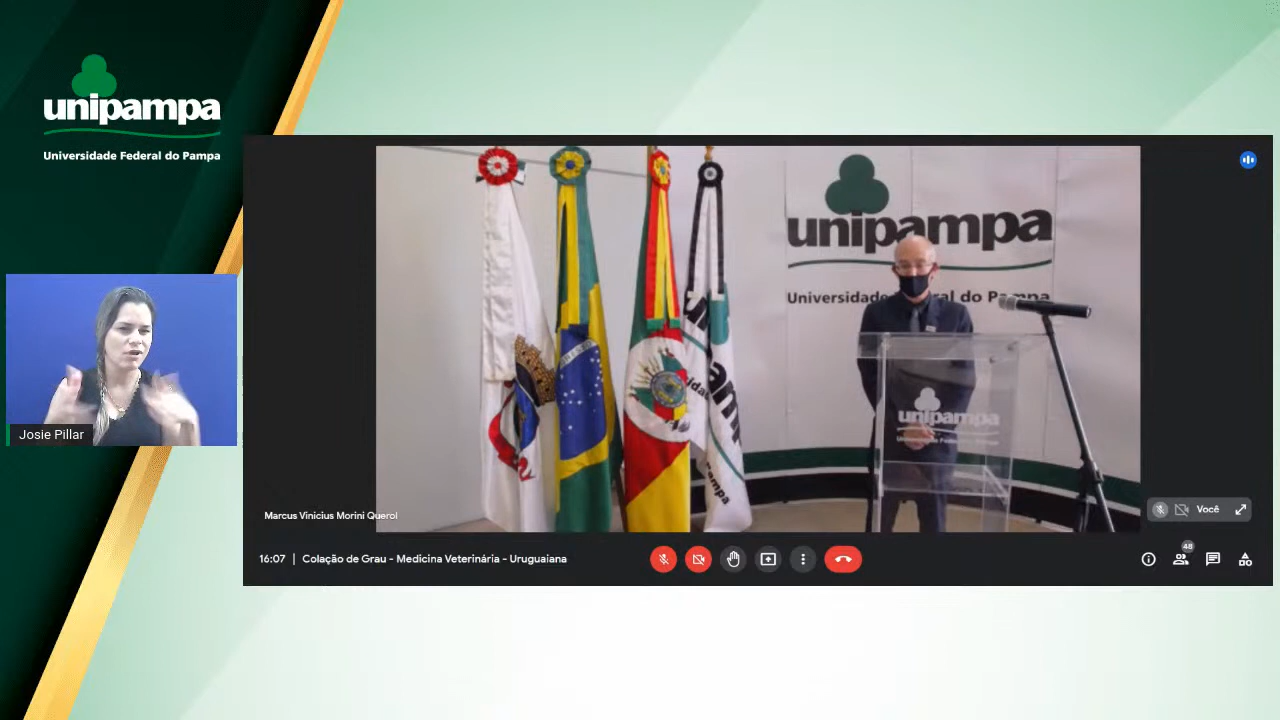 unipampa
Universidade Federal do Pampa
Josie Pillar
unipampa
Universidade Federal do Pampa
unipampa
Pampa
Marcus Vinicius Morini Querol
Você
16:07 | Colação de Grau - Medicina Veterinária - Uruguaiana
48